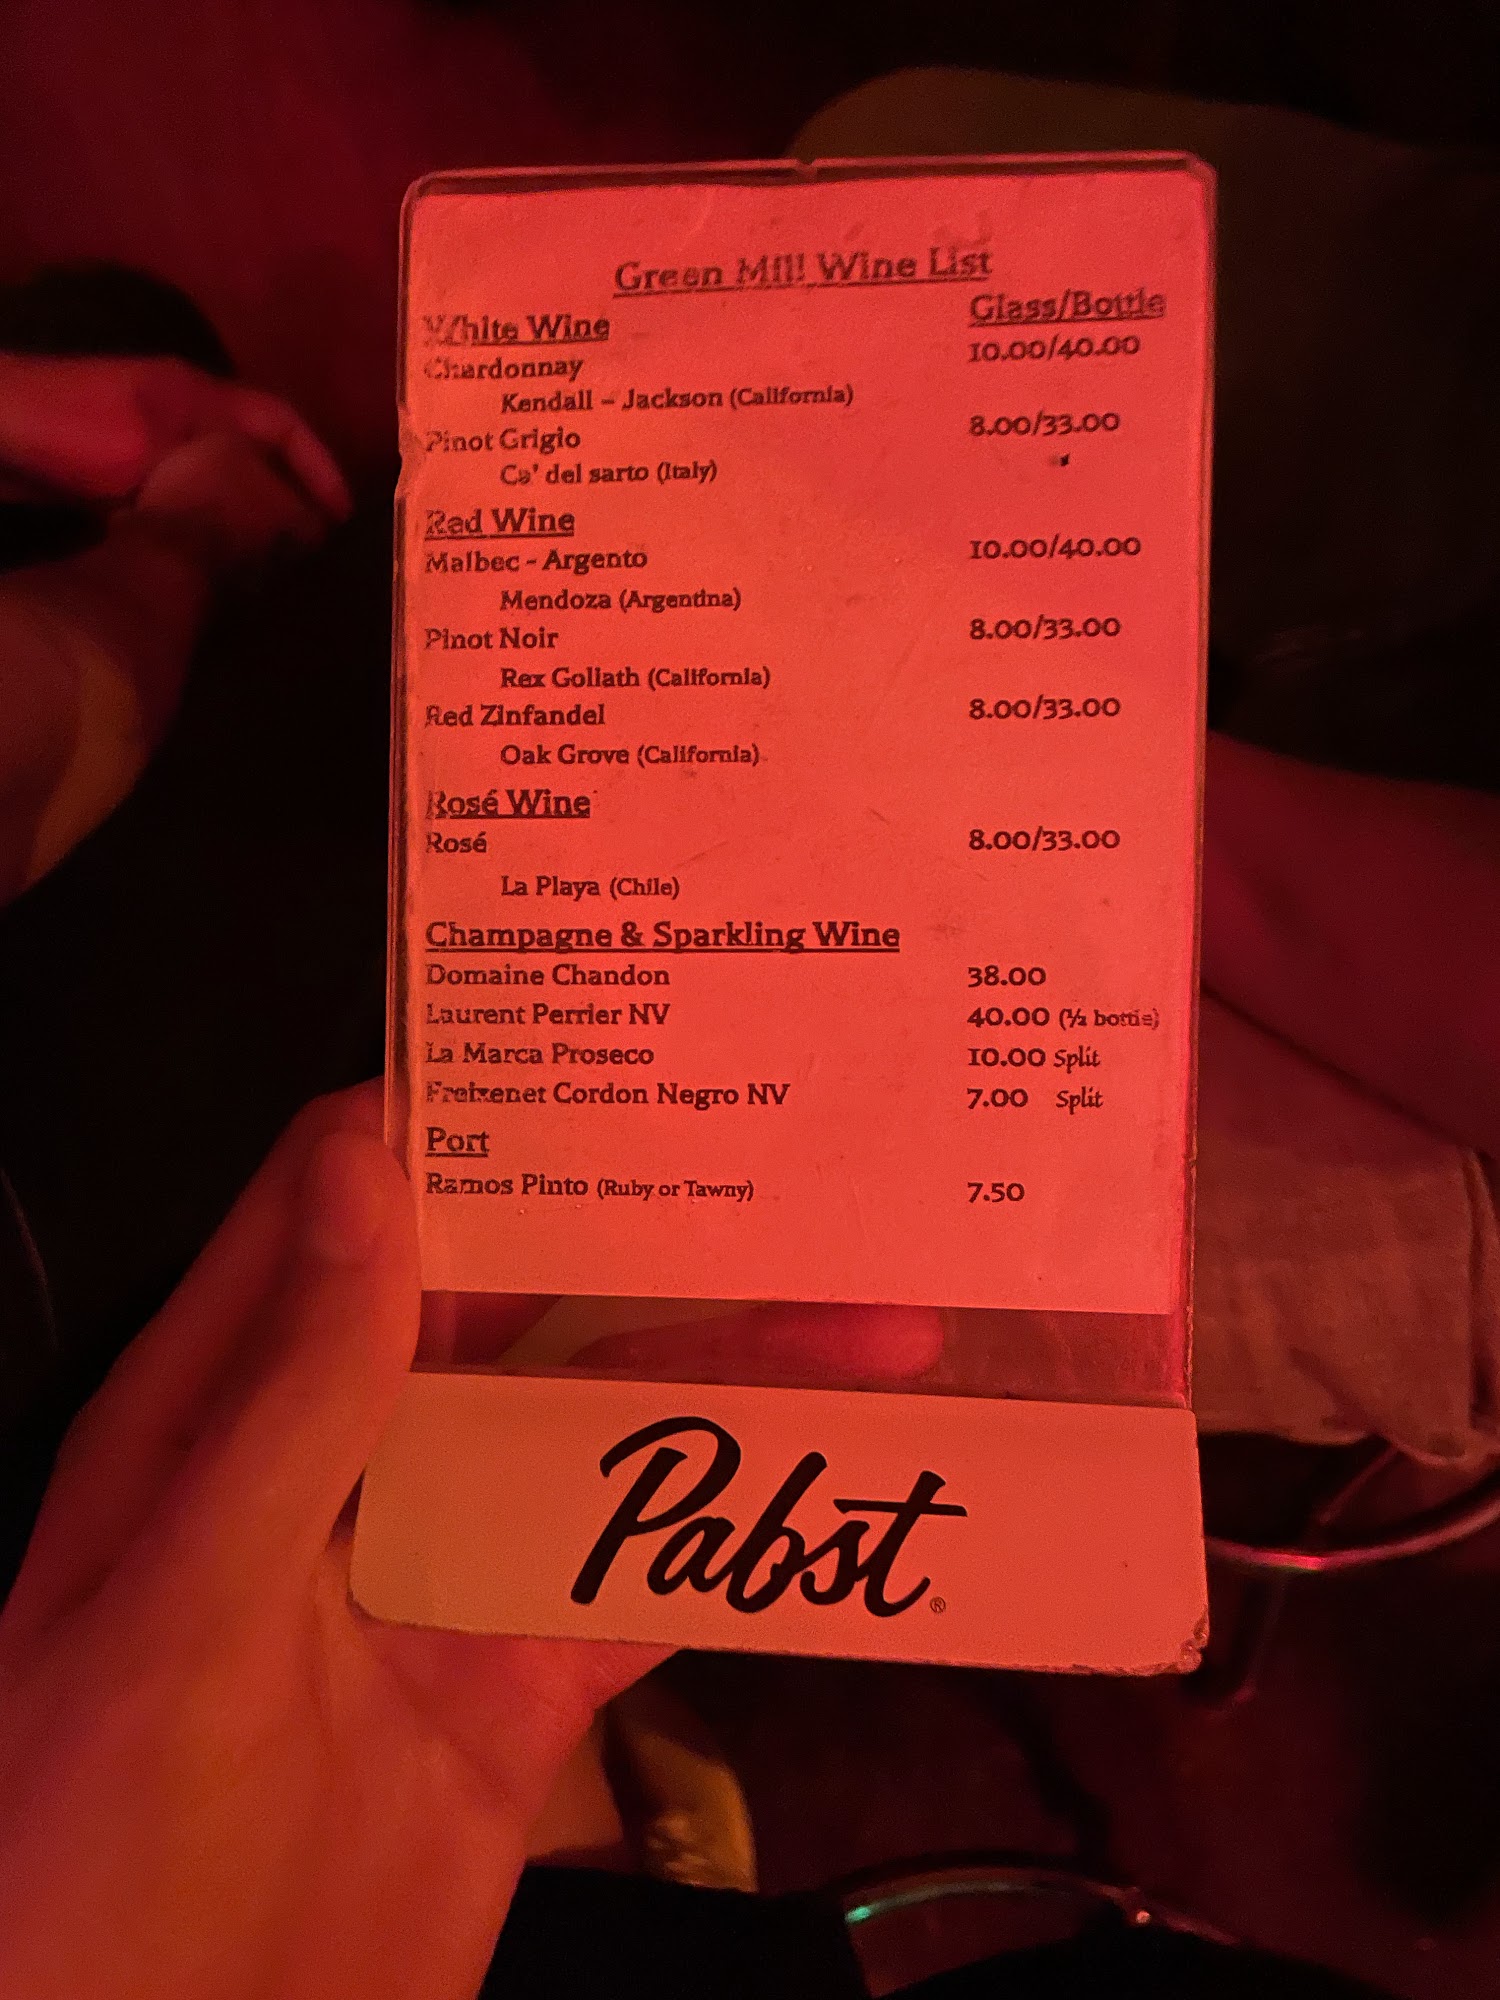 Green Mill Wine List
Glass/Bottle
White Wine
Chardonnay 10.00/40.00
Kendall – Jackson (California)
Pinot Grigio 8.00/33.00
Ca' del sarto (Italy)
Red Wine
Malbec - Argento 10.00/40.00
Mendoza (Argentina)
Pinot Noir 8.00/33.00
Rex Goliath (California)
Red Zinfandel 8.00/33.00
Oak Grove (California)
Rosé Wine
Rosé 8.00/33.00
La Playa (Chile)
Champagne & Sparkling Wine
Domaine Chandon 38.00
Laurent Perrier NV 40.00 (½ bottle)
La Marca Proseco 10.00 Split
Freixenet Cordon Negro NV 7.00 Split
Port
Ramos Pinto (Ruby or Tawny) 7.50
Pabst®